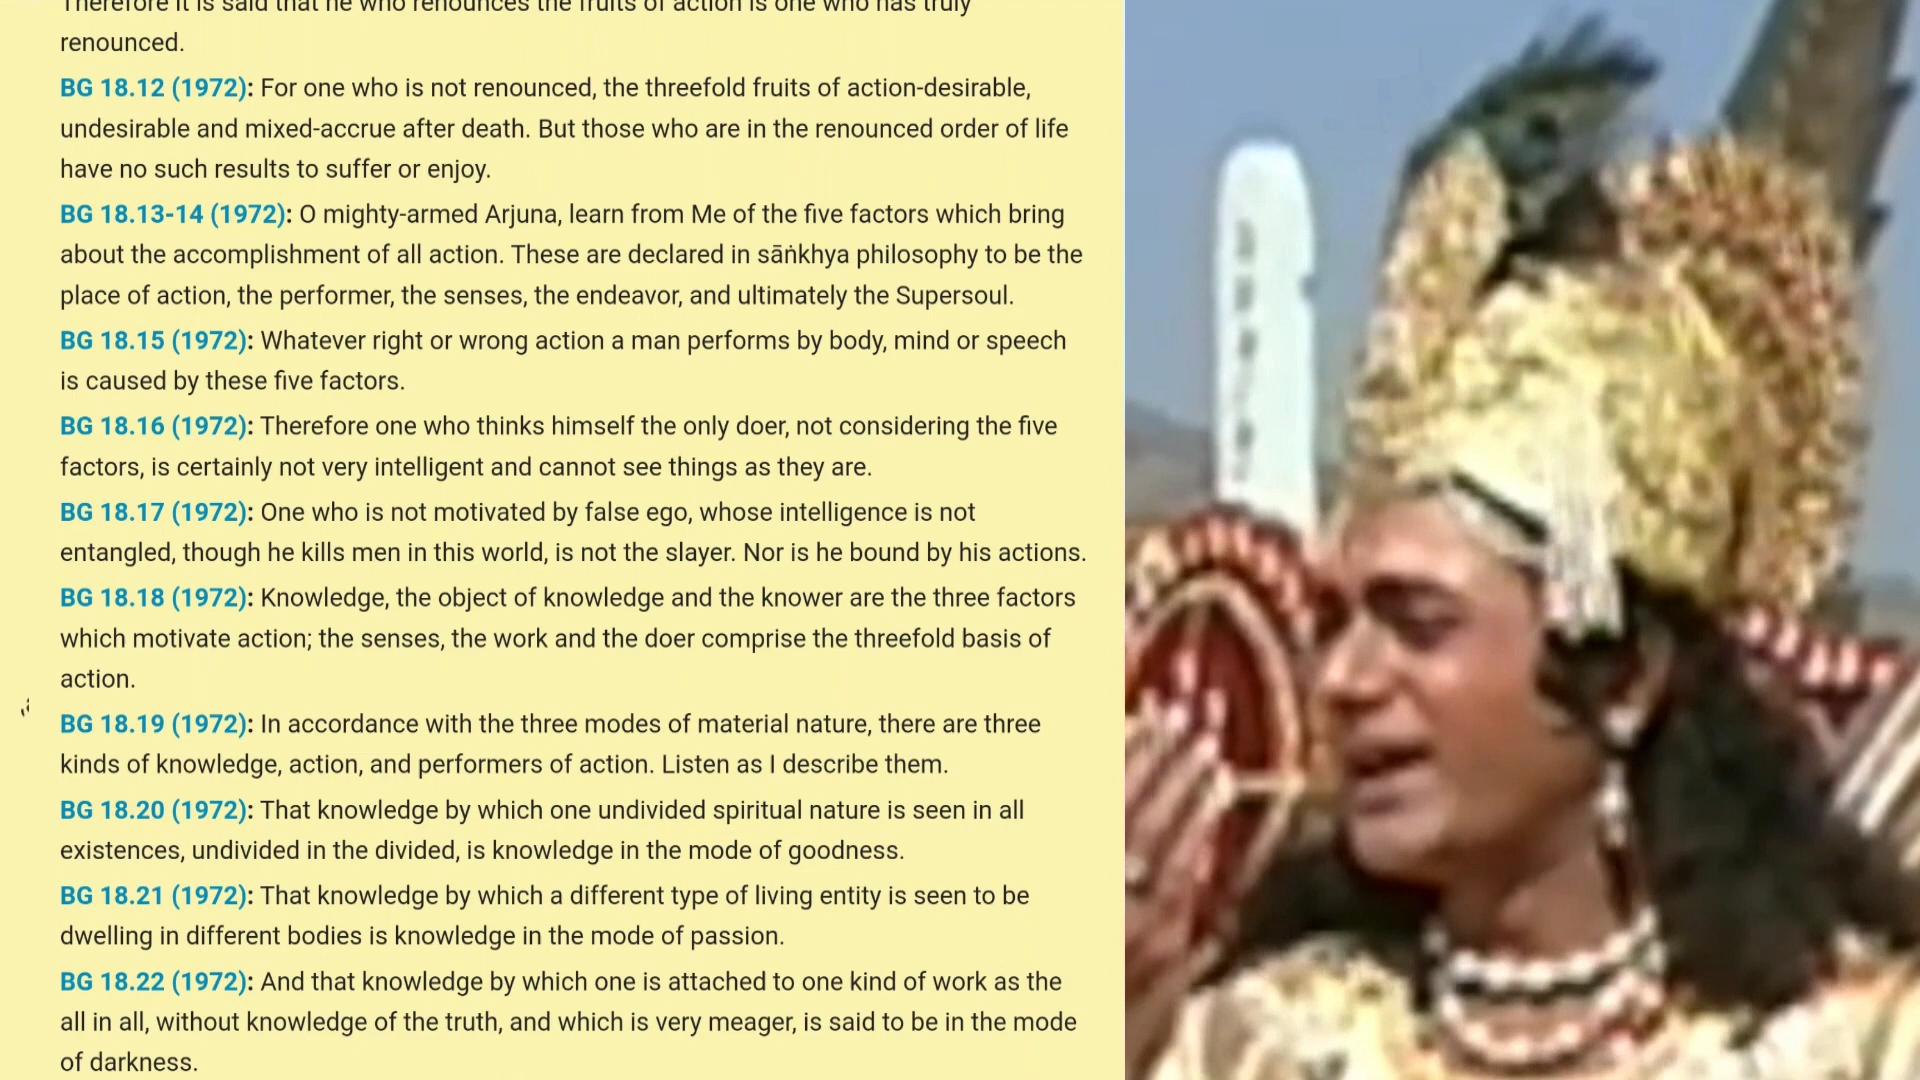 Therefore it is said that he who renounces the fruits of action is one who has truly
renounced.
BG 18.12 (1972): For one who is not renounced, the threefold fruits of action-desirable,
undesirable and mixed-accrue after death. But those who are in the renounced order of life
have no such results to suffer or enjoy.
BG 18.13-14 (1972): O mighty-armed Arjuna, learn from Me of the five factors which bring
about the accomplishment of all action. These are declared in sāṅkhya philosophy to be the
place of action, the performer, the senses, the endeavor, and ultimately the Supersoul.
BG 18.15 (1972): Whatever right or wrong action a man performs by body, mind or speech
is caused by these five factors.
BG 18.16 (1972): Therefore one who thinks himself the only doer, not considering the five
factors, is certainly not very intelligent and cannot see things as they are.
BG 18.17 (1972): One who is not motivated by false ego, whose intelligence is not
entangled, though he kills men in this world, is not the slayer. Nor is he bound by his actions.
BG 18.18 (1972): Knowledge, the object of knowledge and the knower are the three factors
which motivate action; the senses, the work and the doer comprise the threefold basis of
action.
BG 18.19 (1972): In accordance with the three modes of material nature, there are three
kinds of knowledge, action, and performers of action. Listen as I describe them.
BG 18.20 (1972): That knowledge by which one undivided spiritual nature is seen in all
existences, undivided in the divided, is knowledge in the mode of goodness.
BG 18.21 (1972): That knowledge by which a different type of living entity is seen to be
dwelling in different bodies is knowledge in the mode of passion.
BG 18.22 (1972): And that knowledge by which one is attached to one kind of work as the
all in all, without knowledge of the truth, and which is very meager, is said to be in the mode
of darkness.